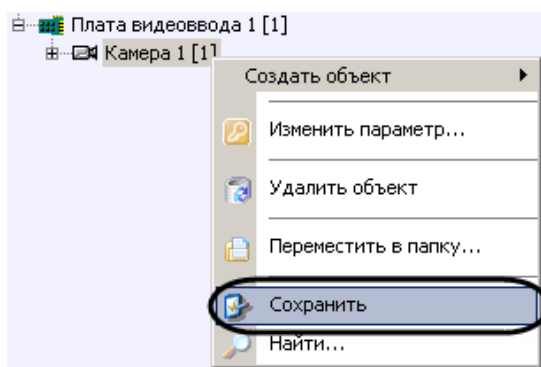 Плата видеоввода 1 [1]
Камера 1 [1]
Создать объект
Изменить параметр...
Удалить объект
Переместить в папку...
Сохранить
Найти...